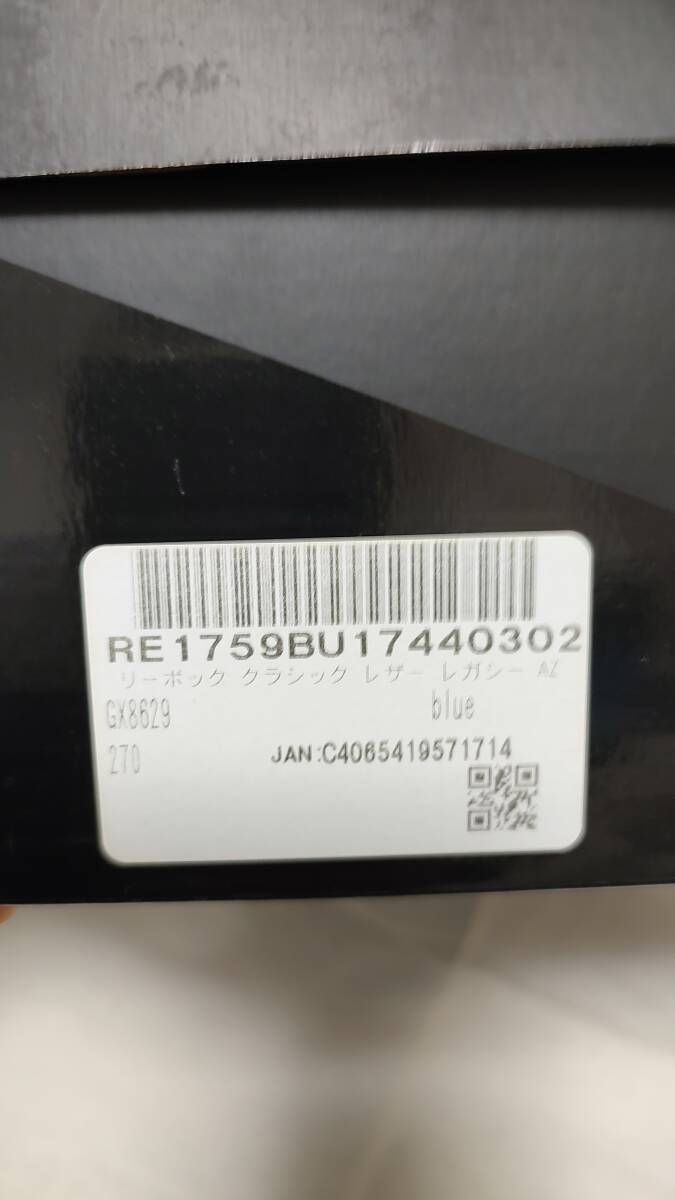 RE1759BU17440302
リーボック クラシック レザー レガシー AZ
GX8629 blue
270 JAN:C4065419571714